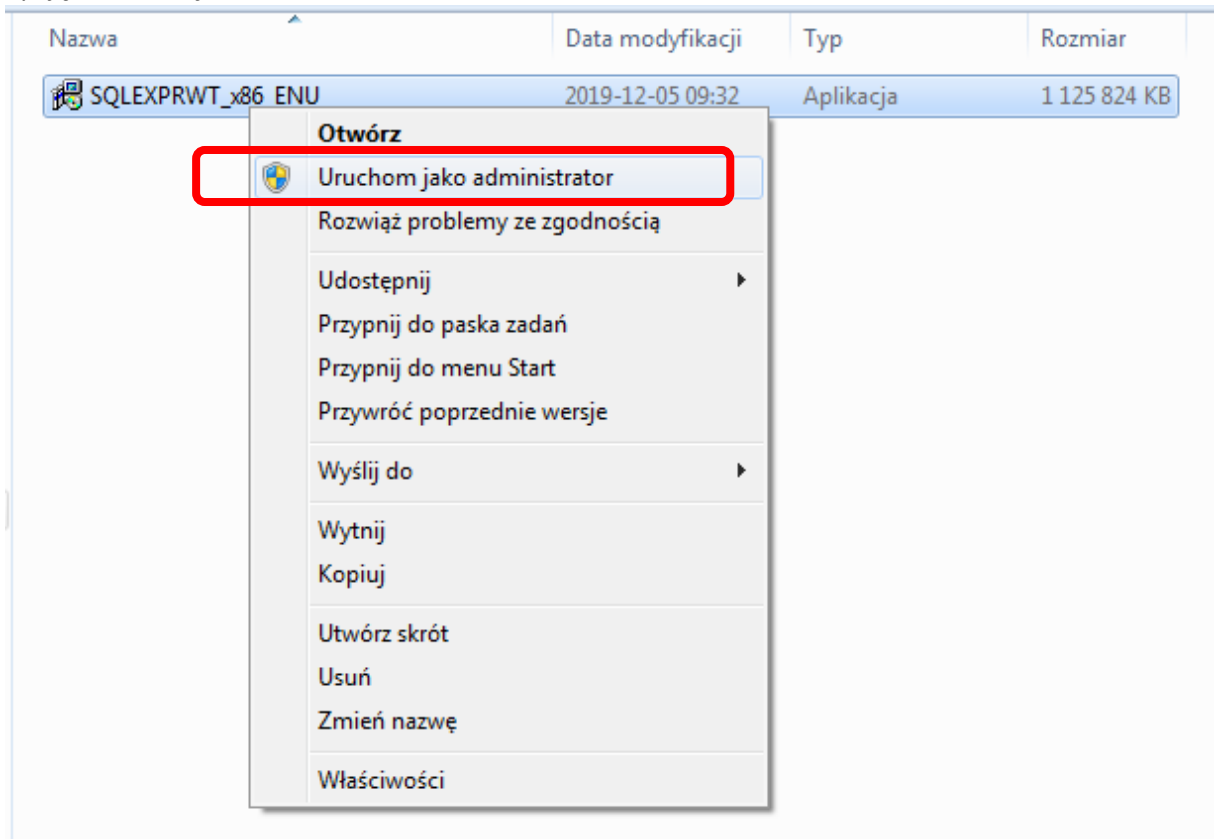 Nazwa Data modyfikacji Typ Rozmiar
SQLEXPRWT_x86_ENU 2019-12-05 09:32 Aplikacja 1 125 824 KB
Otwórz
Uruchom jako administrator
Rozwiąż problemy ze zgodnością
Udostępnij
Przypnij do paska zadań
Przypnij do menu Start
Przywróć poprzednie wersje
Wyślij do
Wytnij
Kopiuj
Utwórz skrót
Usuń
Zmień nazwę
Właściwości